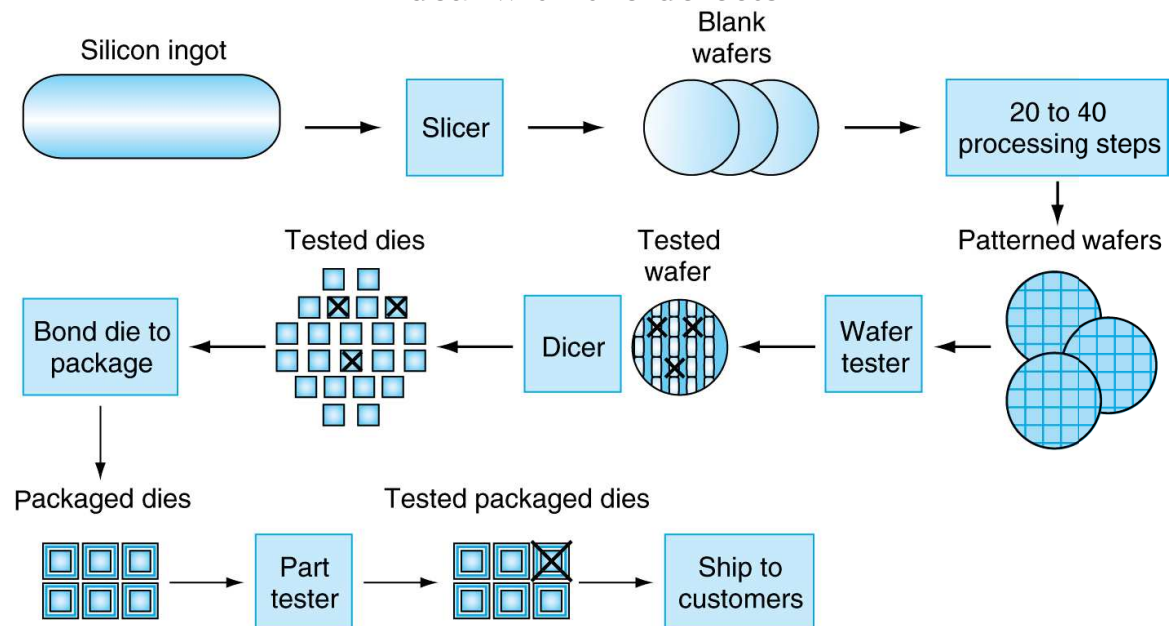 Silicon ingot
Slicer
Blank
wafers
20 to 40
processing steps
Tested dies
Tested
wafer
Patterned wafers
Bond die to
package
Dicer
Wafer
tester
Packaged dies
Tested packaged dies
Part
tester
Ship to
customers